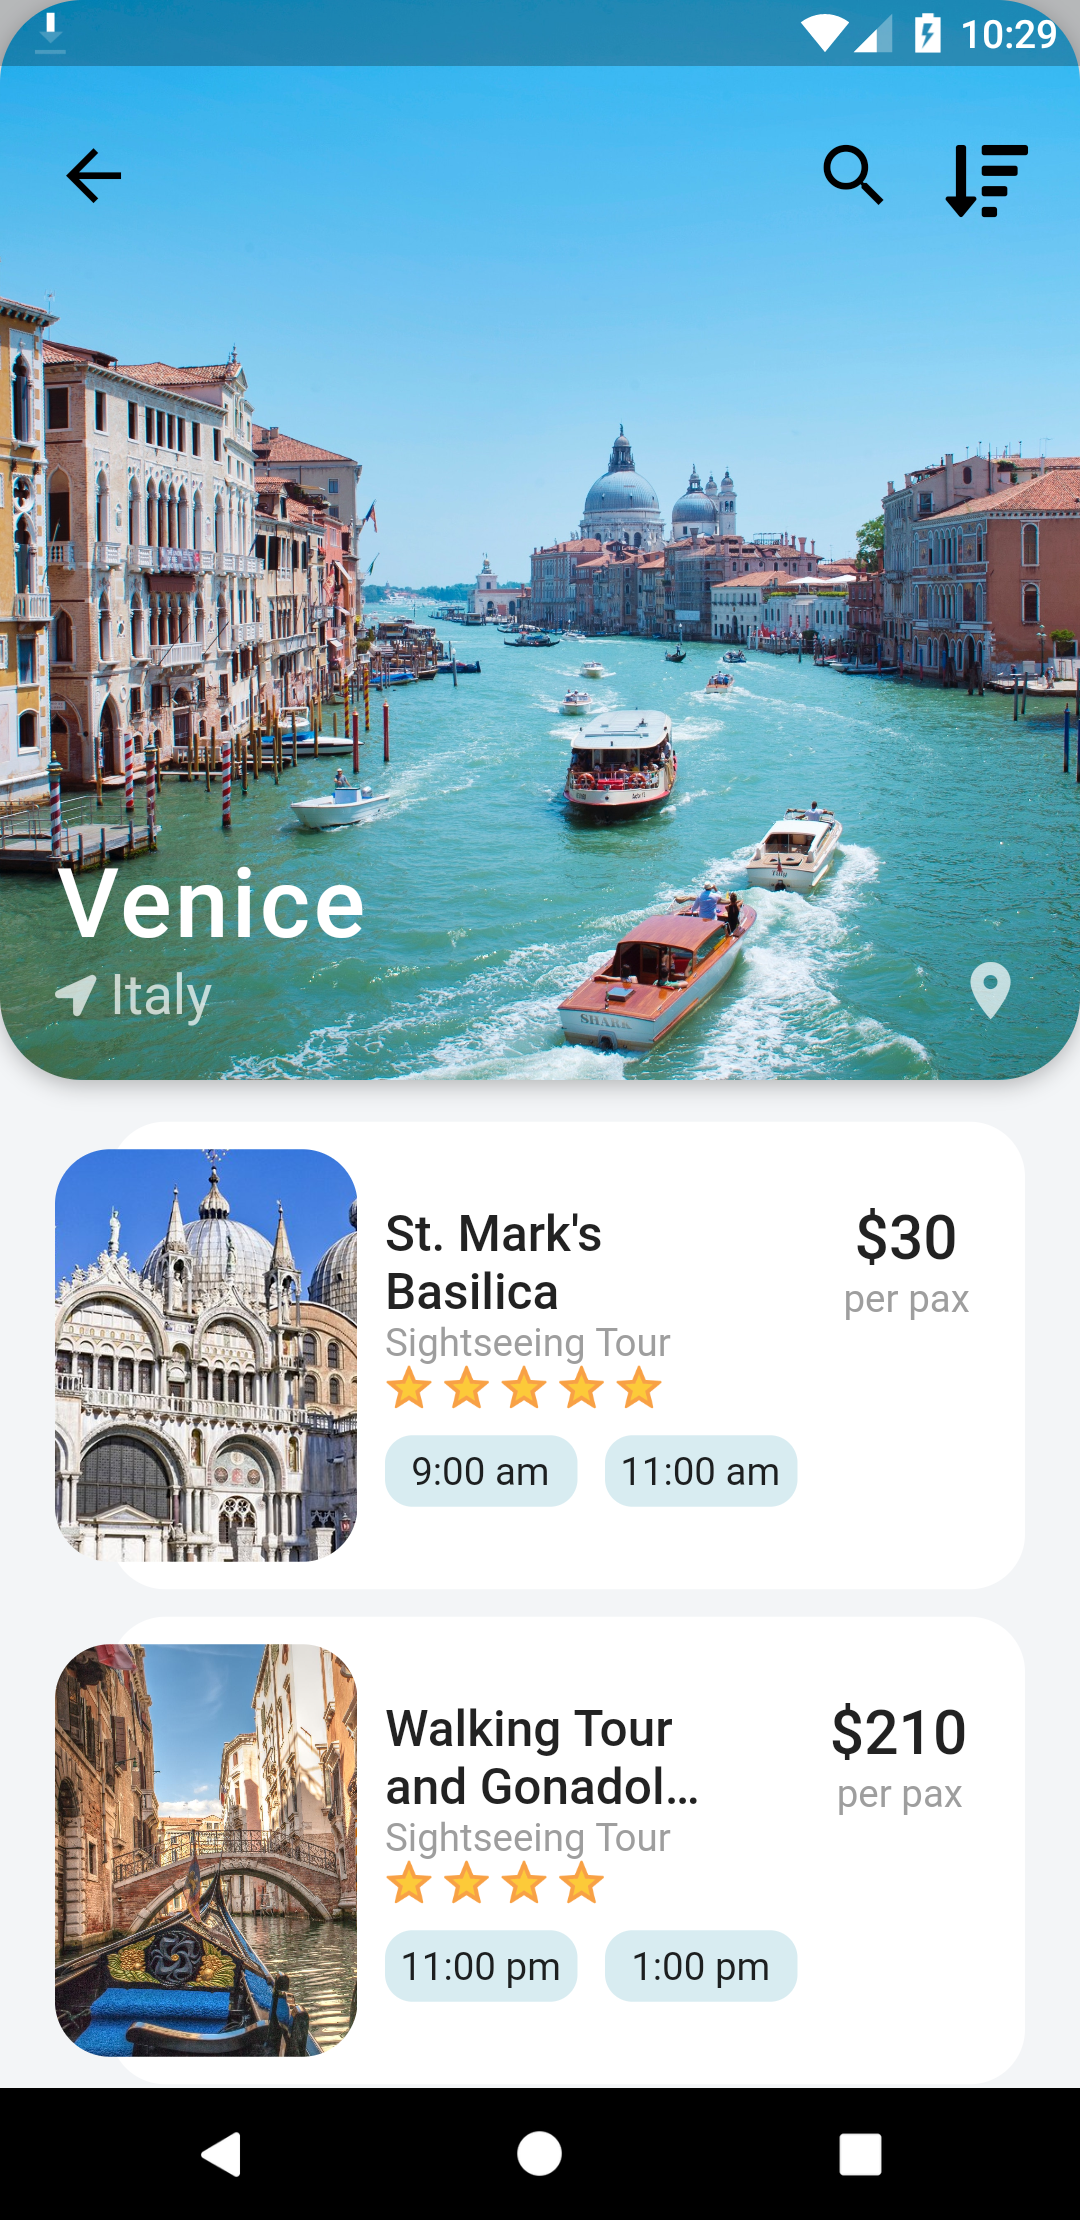 10:29
Venice
Italy
SHARK
St. Mark's
Basilica
$30
per pax
Sightseeing Tour
9:00 am
11:00 am
Walking Tour
and Gonadol...
$210
per pax
Sightseeing Tour
11:00 pm
1:00 pm